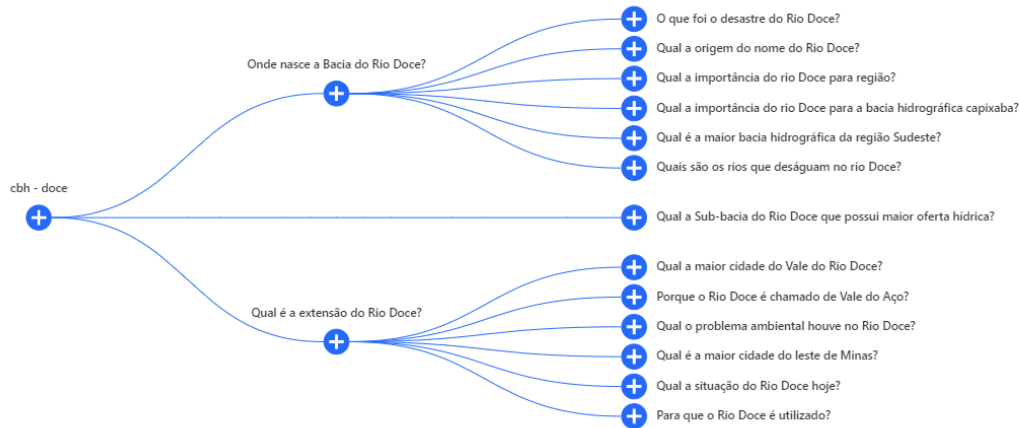 O que foi o desastre do Rio Doce?
Qual a origem do nome do Rio Doce?
Onde nasce a Bacia do Rio Doce?
Qual a importância do rio Doce para região?
Qual a importância do rio Doce para a bacia hidrográfica capixaba?
Qual é a maior bacia hidrográfica da região Sudeste?
Quais são os rios que deságuam no rio Doce?
cbh - doce
Qual a Sub-bacia do Rio Doce que possui maior oferta hídrica?
Qual a maior cidade do Vale do Rio Doce?
Porque o Rio Doce é chamado de Vale do Aço?
Qual é a extensão do Rio Doce?
Qual o problema ambiental houve no Rio Doce?
Qual é a maior cidade do leste de Minas?
Qual a situação do Rio Doce hoje?
Para que o Rio Doce é utilizado?